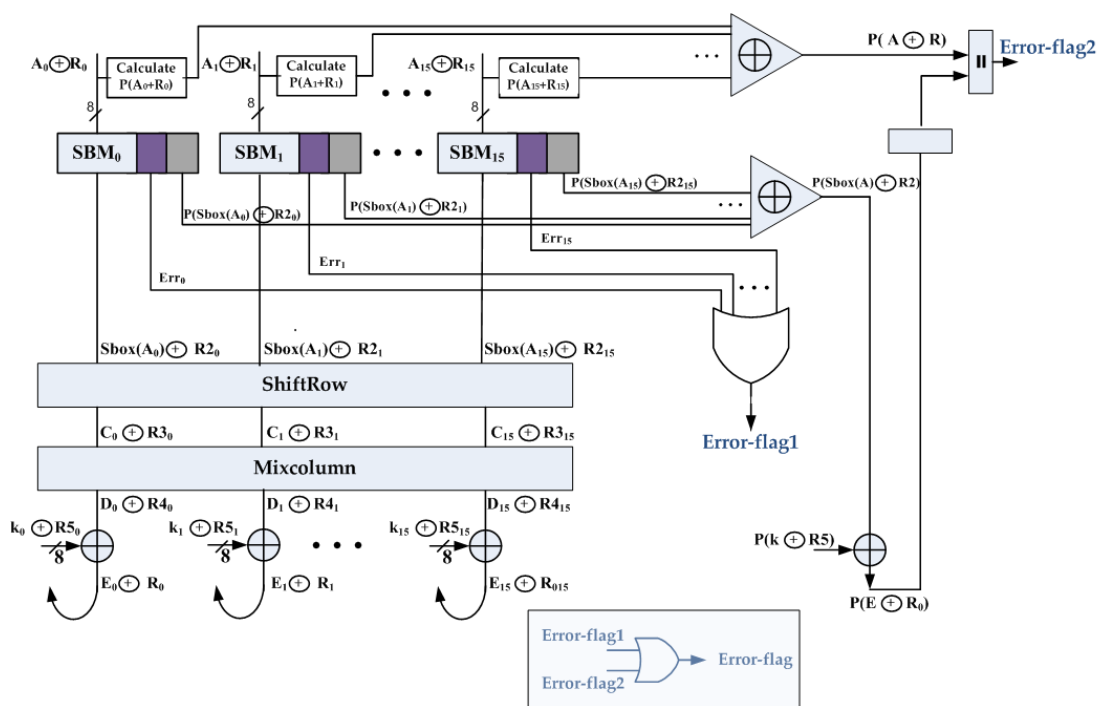 P( A ⊕ R)
Error-flag2
=
A₀⊕R₀
Calculate
P(A₀+R₀)
A₁⊕R₁
Calculate
P(A₁+R₁)
• • •
A₁₅⊕R₁₅
Calculate
P(A₁₅+R₁₅)
...
8
8
8
SBM₀
SBM₁
• • •
SBM₁₅
P(Sbox(A₁₅) ⊕R2₁₅)
...
P(Sbox(A) ⊕ R2)
P(Sbox(A₀) ⊕R2₀)
P(Sbox(A₁) ⊕R2₁)
Err₁₅
Err₁
Err₀
• • •
Sbox(A₀)⊕ R2₀
Sbox(A₁)⊕ R2₁
Sbox(A₁₅)⊕ R2₁₅
ShiftRow
C₀ ⊕ R3₀
C₁ ⊕ R3₁
C₁₅ ⊕ R3₁₅
Error-flag1
Mixcolumn
D₀ ⊕ R4₀
D₁ ⊕ R4₁
D₁₅ ⊕ R4₁₅
k₀ ⊕R5₀
k₁ ⊕R5₁
k₁₅ ⊕R5₁₅
P(k ⊕ R5)
8
8
• • •
8
E₀⊕ R₀
E₁⊕ R₁
E₁₅ ⊕ R₀₁₅
P(E ⊕ R₀)
Error-flag1
Error-flag
Error-flag2